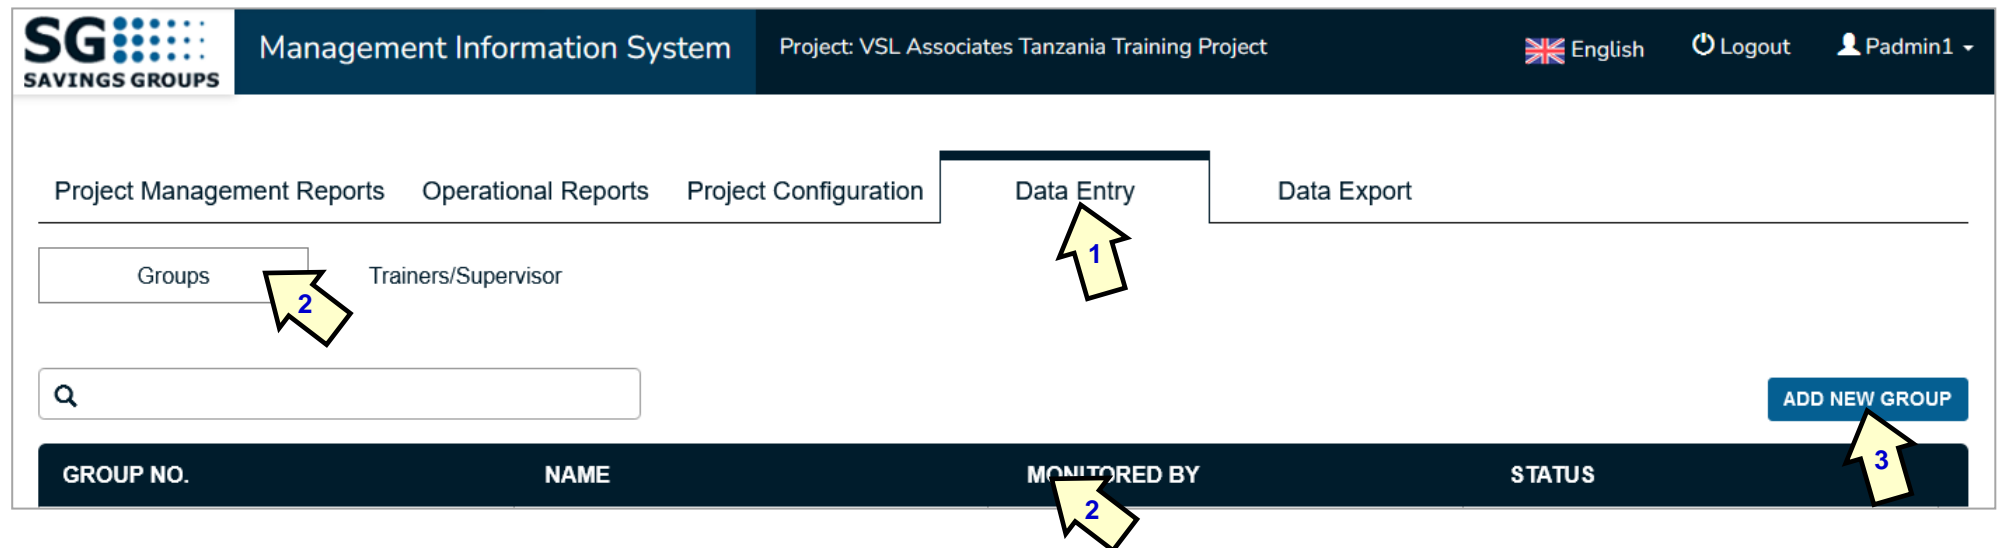 SG
SAVINGS GROUPS
Management Information System
Project: VSL Associates Tanzania Training Project
English
Logout
Padmin1
Project Management Reports
Operational Reports
Project Configuration
Data Entry
Data Export
1
Groups
Trainers/Supervisor
2
ADD NEW GROUP
GROUP NO.
NAME
MONITORED BY
STATUS
3
2